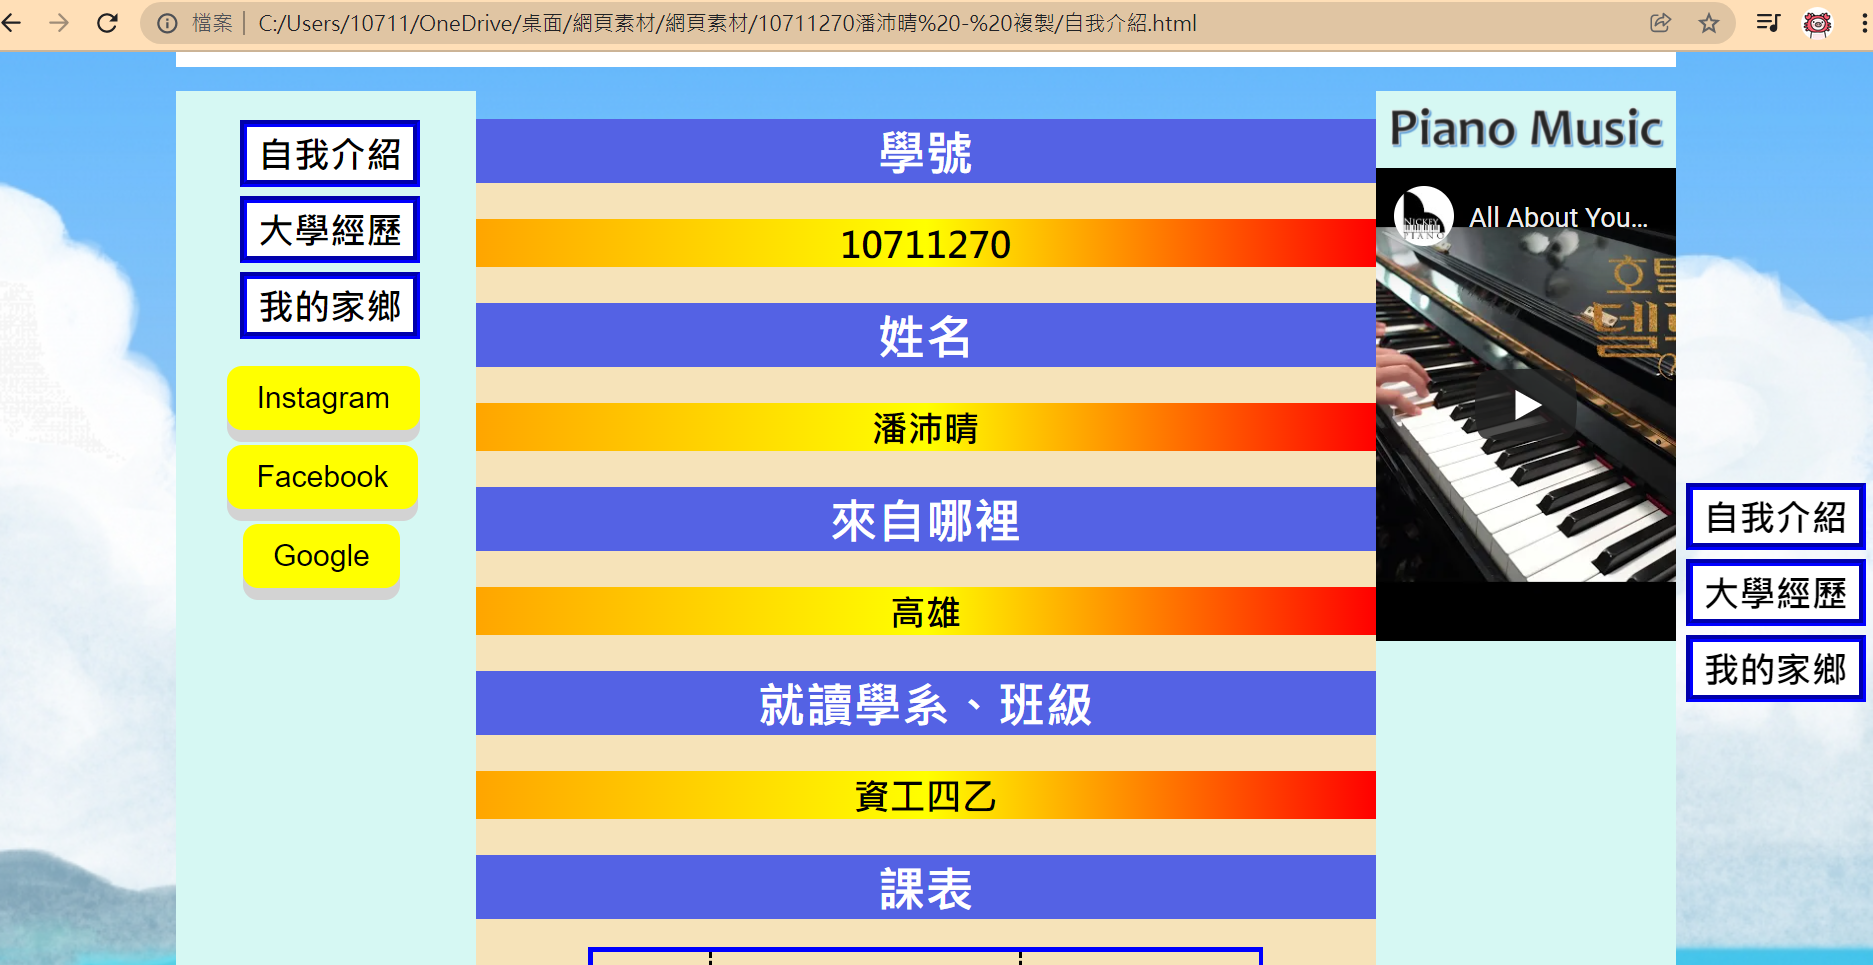 檔案 | C:/Users/10711/OneDrive/桌面/網頁素材/網頁素材/10711270潘沛晴%20-%20複製/自我介紹.html
自我介紹
大學經歷
我的家鄉
Instagram
Facebook
Google
學號
10711270
姓名
潘沛晴
來自哪裡
高雄
就讀學系、班級
資工四乙
課表
Piano Music
NICKEY
PIANO
All About You...
호텔
자我介紹
大學經歷
我的家鄉